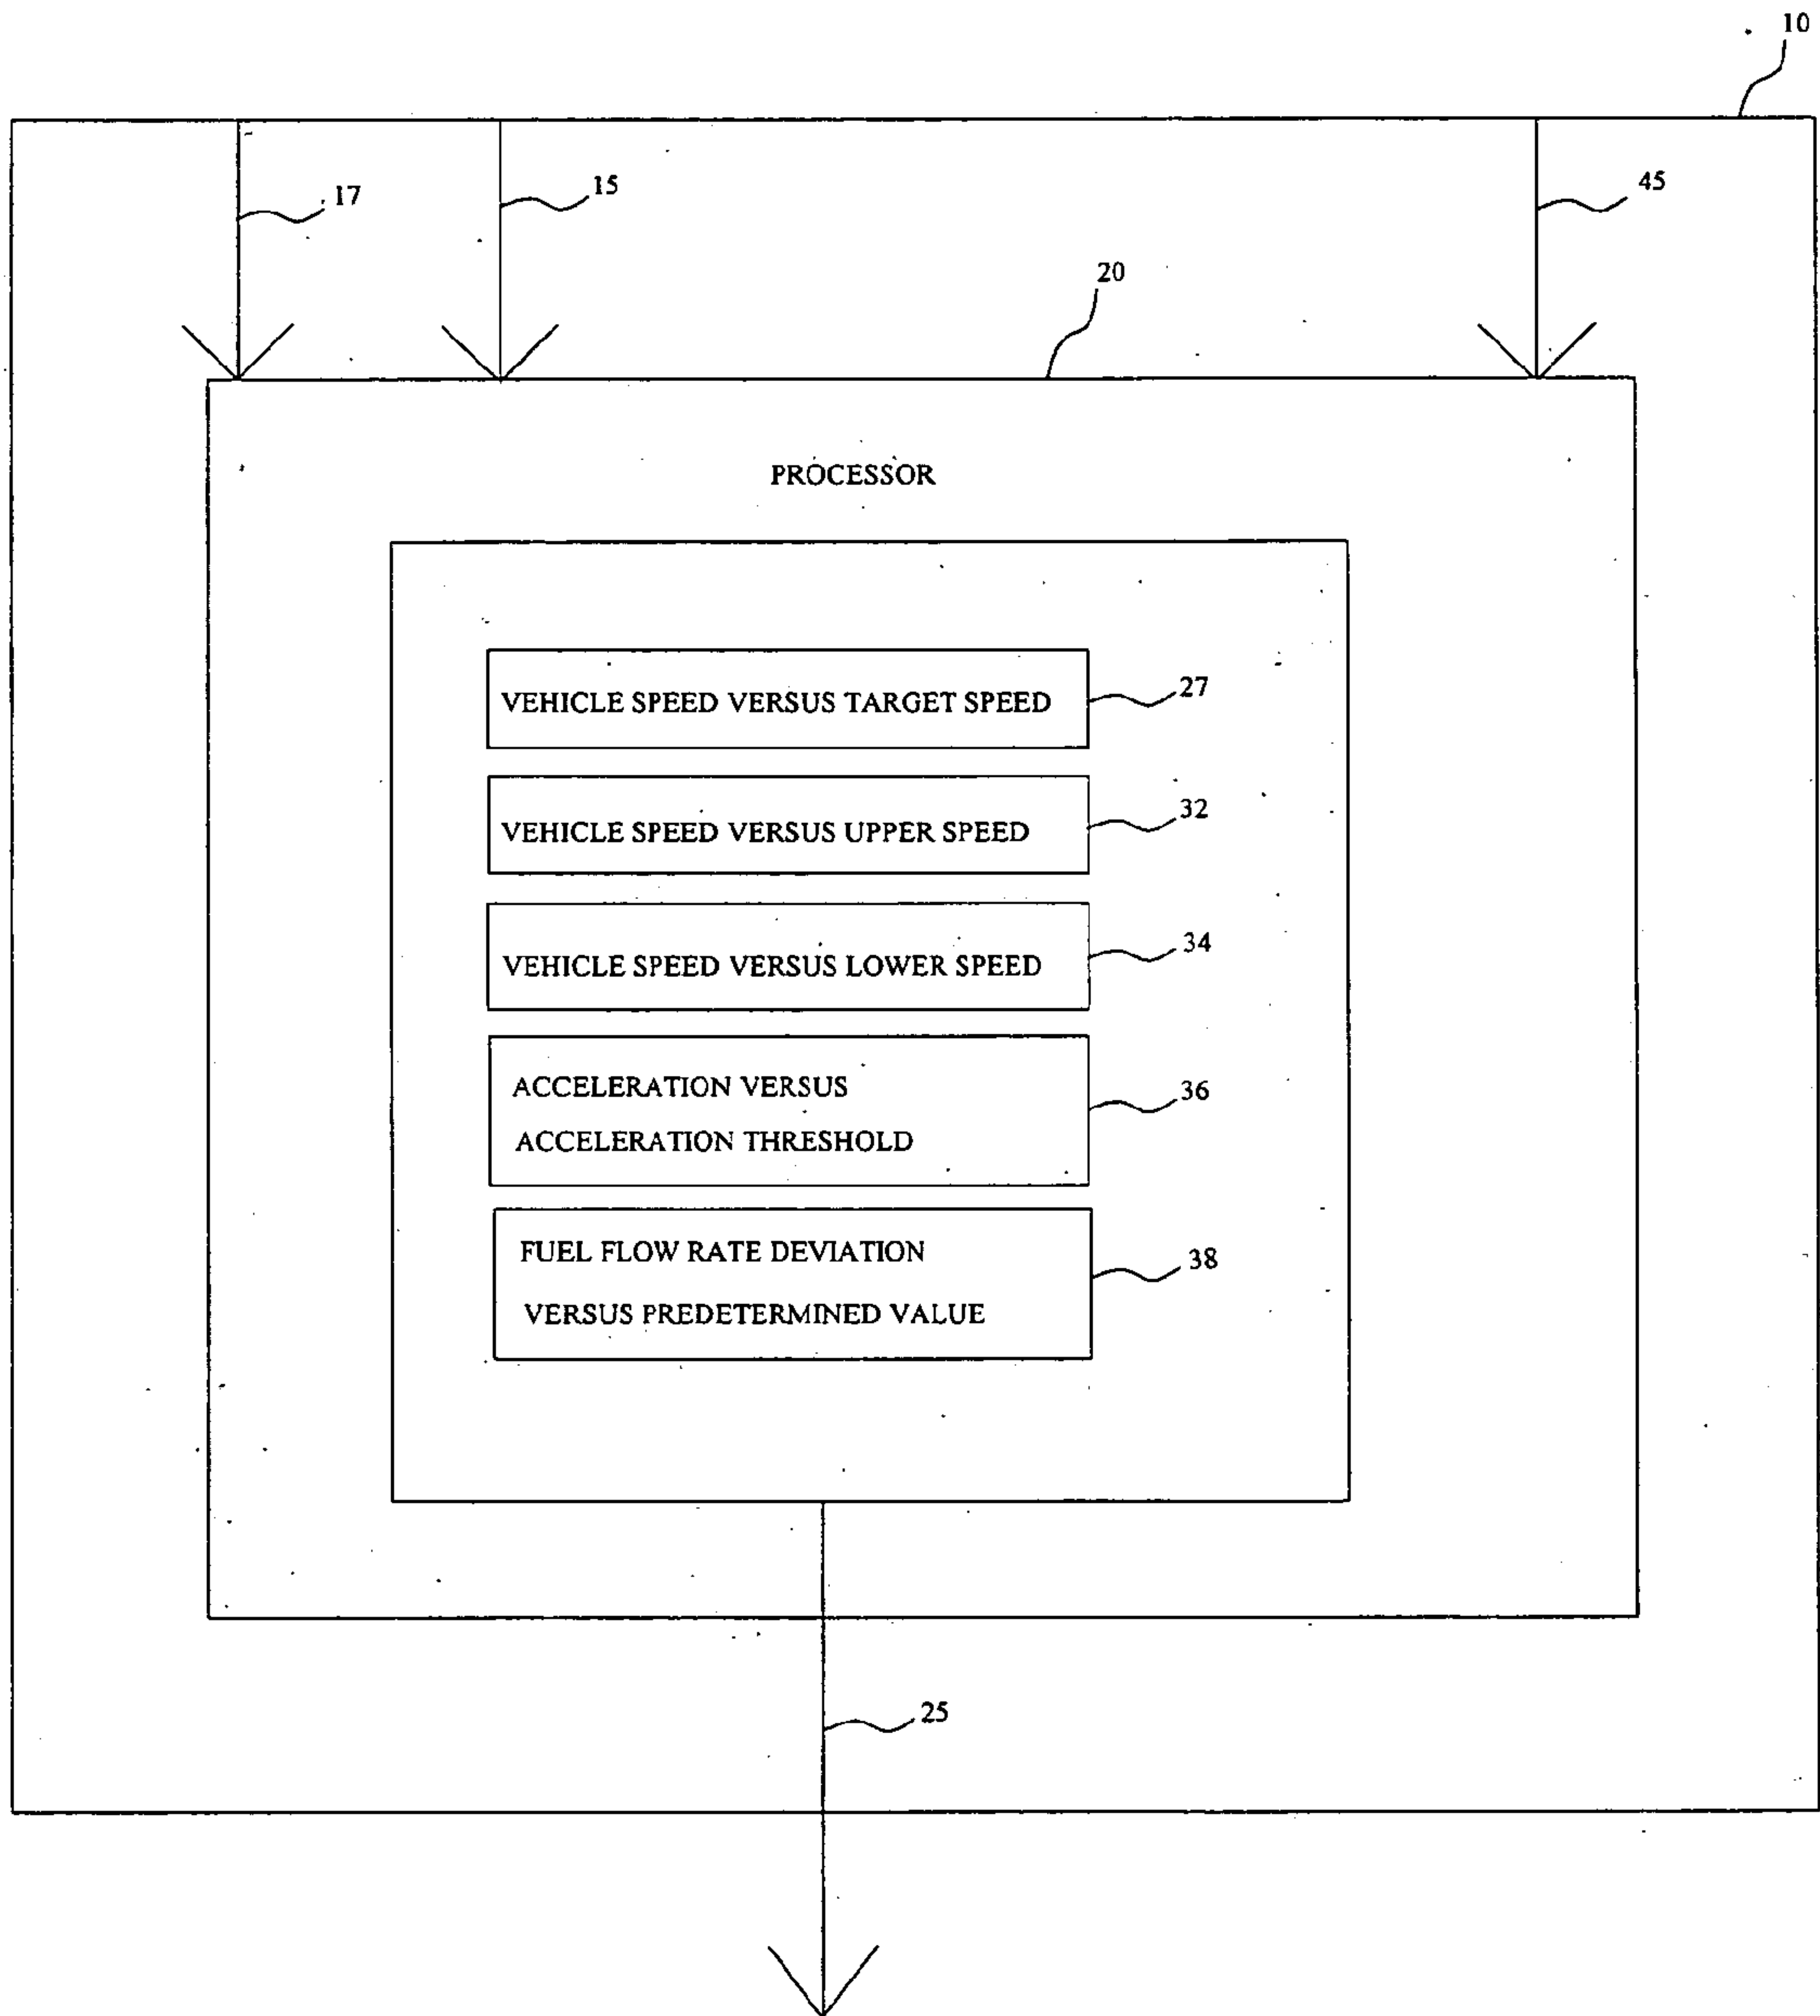 10
17
15
45
20
PROCESSOR
VEHICLE SPEED VERSUS TARGET SPEED
27
VEHICLE SPEED VERSUS UPPER SPEED
32
VEHICLE SPEED VERSUS LOWER SPEED
34
ACCELERATION VERSUS
ACCELERATION THRESHOLD
36
FUEL FLOW RATE DEVIATION
VERSUS PREDETERMINED VALUE
38
25